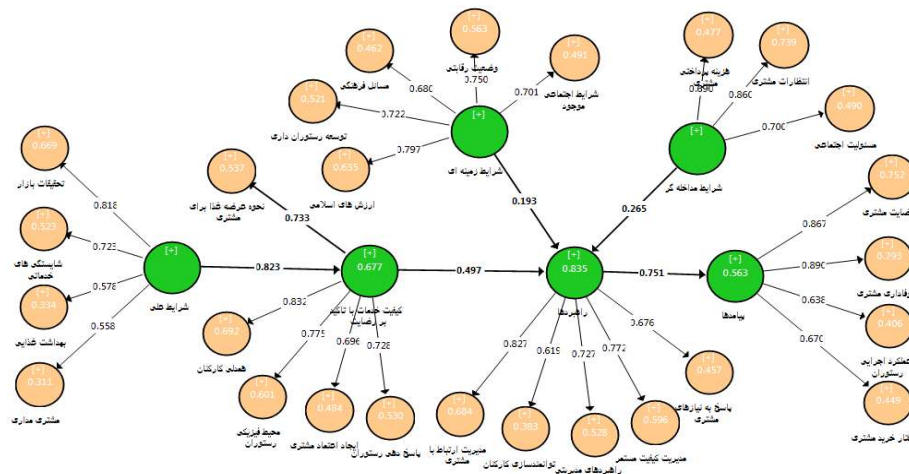 [+]
0.477
هزینه پرداختی
مشتری
0.890
[+]
0.739
انتظارات مشتری
0.860
[+]
0.490
مسئولیت اجتماعی
0.700
[+]
شرایط مداخله گر
0.265
[+]
0.563
وضعیت رقابتی
0.750
[+]
0.462
مسائل فرهنگی
0.680
[+]
0.491
شرایط اجتماعی
موجود
0.701
[+]
0.521
توسعه رستوران داری
0.722
[+]
0.635
ارزش های اسلامی
0.797
[+]
شرایط زمینه ای
0.193
[+]
0.537
نحوه عرضه غذا برای
مشتری
0.733
[+]
0.669
تحقیقات بازار
0.818
[+]
0.523
شایستگی های
خدماتی
0.723
[+]
0.334
بهداشت غذایی
0.578
[+]
0.311
مشتری مداری
0.558
[+]
شرایط علی
0.823
[+]
0.677
کیفیت خدمات با تاکید
بر رضایت
0.497
[+]
0.692
همدلی کارکنان
0.832
[+]
0.601
محیط فیزیکی
رستوران
0.775
[+]
0.484
ایجاد اعتماد مشتری
0.696
[+]
0.530
پاسخ دهی رستوران
0.728
[+]
0.835
راهبردها
0.751
[+]
0.684
مدیریت ارتباط با
مشتری
0.827
[+]
0.383
توانمندسازی کارکنان
0.619
[+]
0.528
راهبردهای مدیریتی
0.727
[+]
0.596
مدیریت کیفیت مستمر
0.772
[+]
0.457
پاسخ به نیازهای
مشتری
0.676
[+]
0.563
پیامدها
[+]
0.752
رضایت مشتری
0.867
[+]
0.793
وفاداری مشتری
0.890
[+]
0.406
عملکرد اجرایی
رستوران
0.638
[+]
0.449
خرید مشتری
0.670